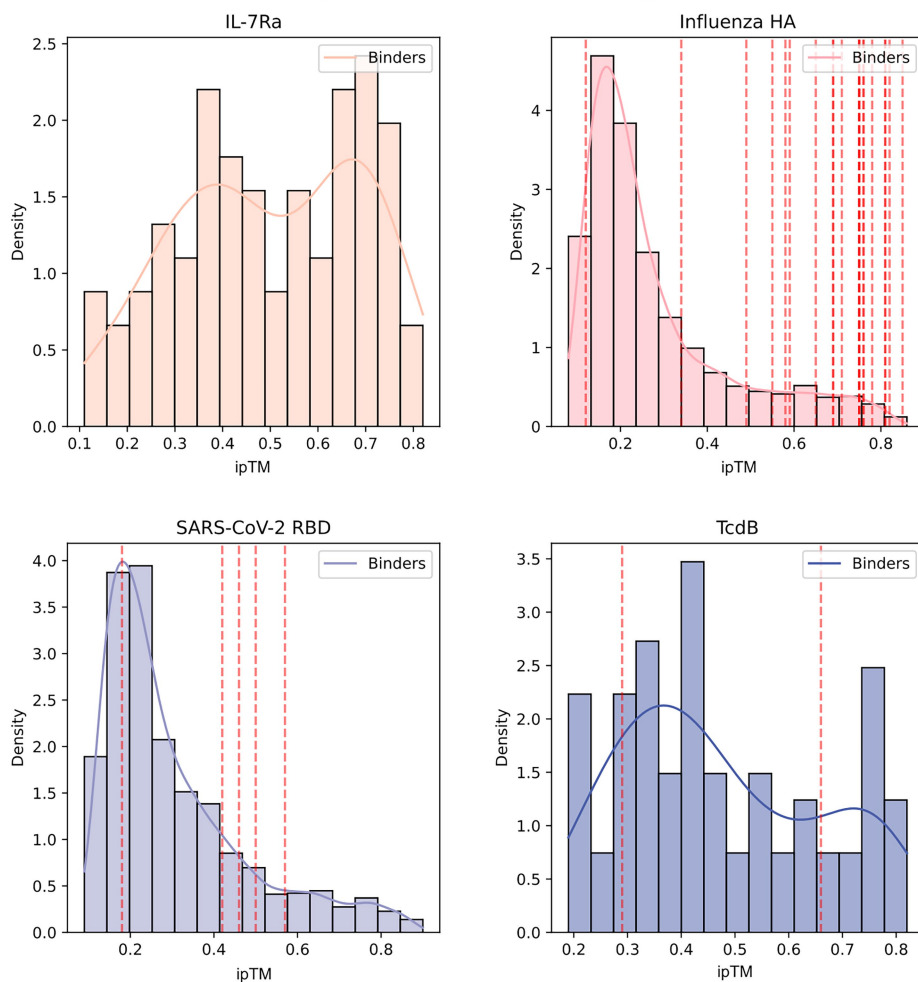 IL-7Ra
Binders
2.5
2.0
1.5
1.0
0.5
0.0
Density
0.1 0.2 0.3 0.4 0.5 0.6 0.7 0.8
ipTM
Influenza HA
Binders
4
3
2
1
0
Density
0.2 0.4 0.6 0.8
ipTM
SARS-CoV-2 RBD
Binders
4.0
3.5
3.0
2.5
2.0
1.5
1.0
0.5
0.0
Density
0.2 0.4 0.6 0.8
ipTM
TcdB
Binders
3.5
3.0
2.5
2.0
1.5
1.0
0.5
0.0
Density
0.2 0.3 0.4 0.5 0.6 0.7 0.8
ipTM